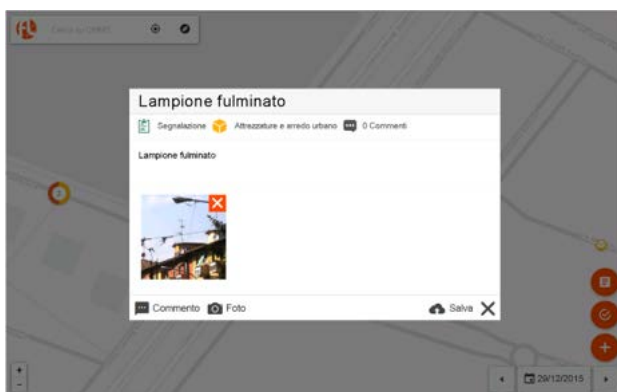 Lampione fulminato
Segnalazione Attrezzature e arredo urbano 0 Commenti
Lampione fulminato
Commento Foto Salva
29/12/2015